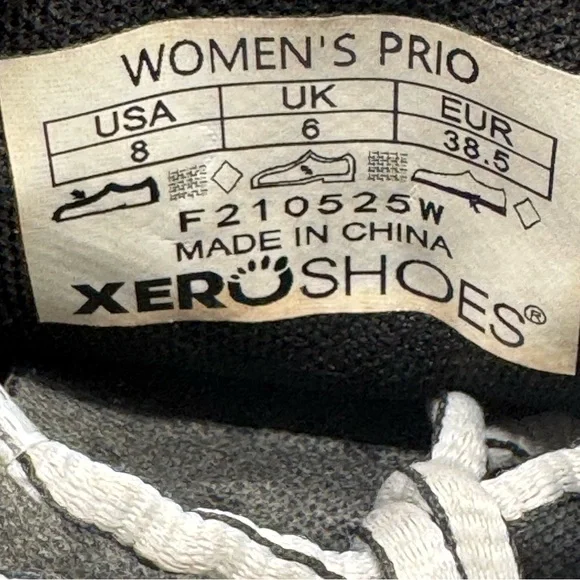 WOMEN'S PRIO
USA UK EUR
8 6 38.5
F210525W
MADE IN CHINA
XEROSHOES®